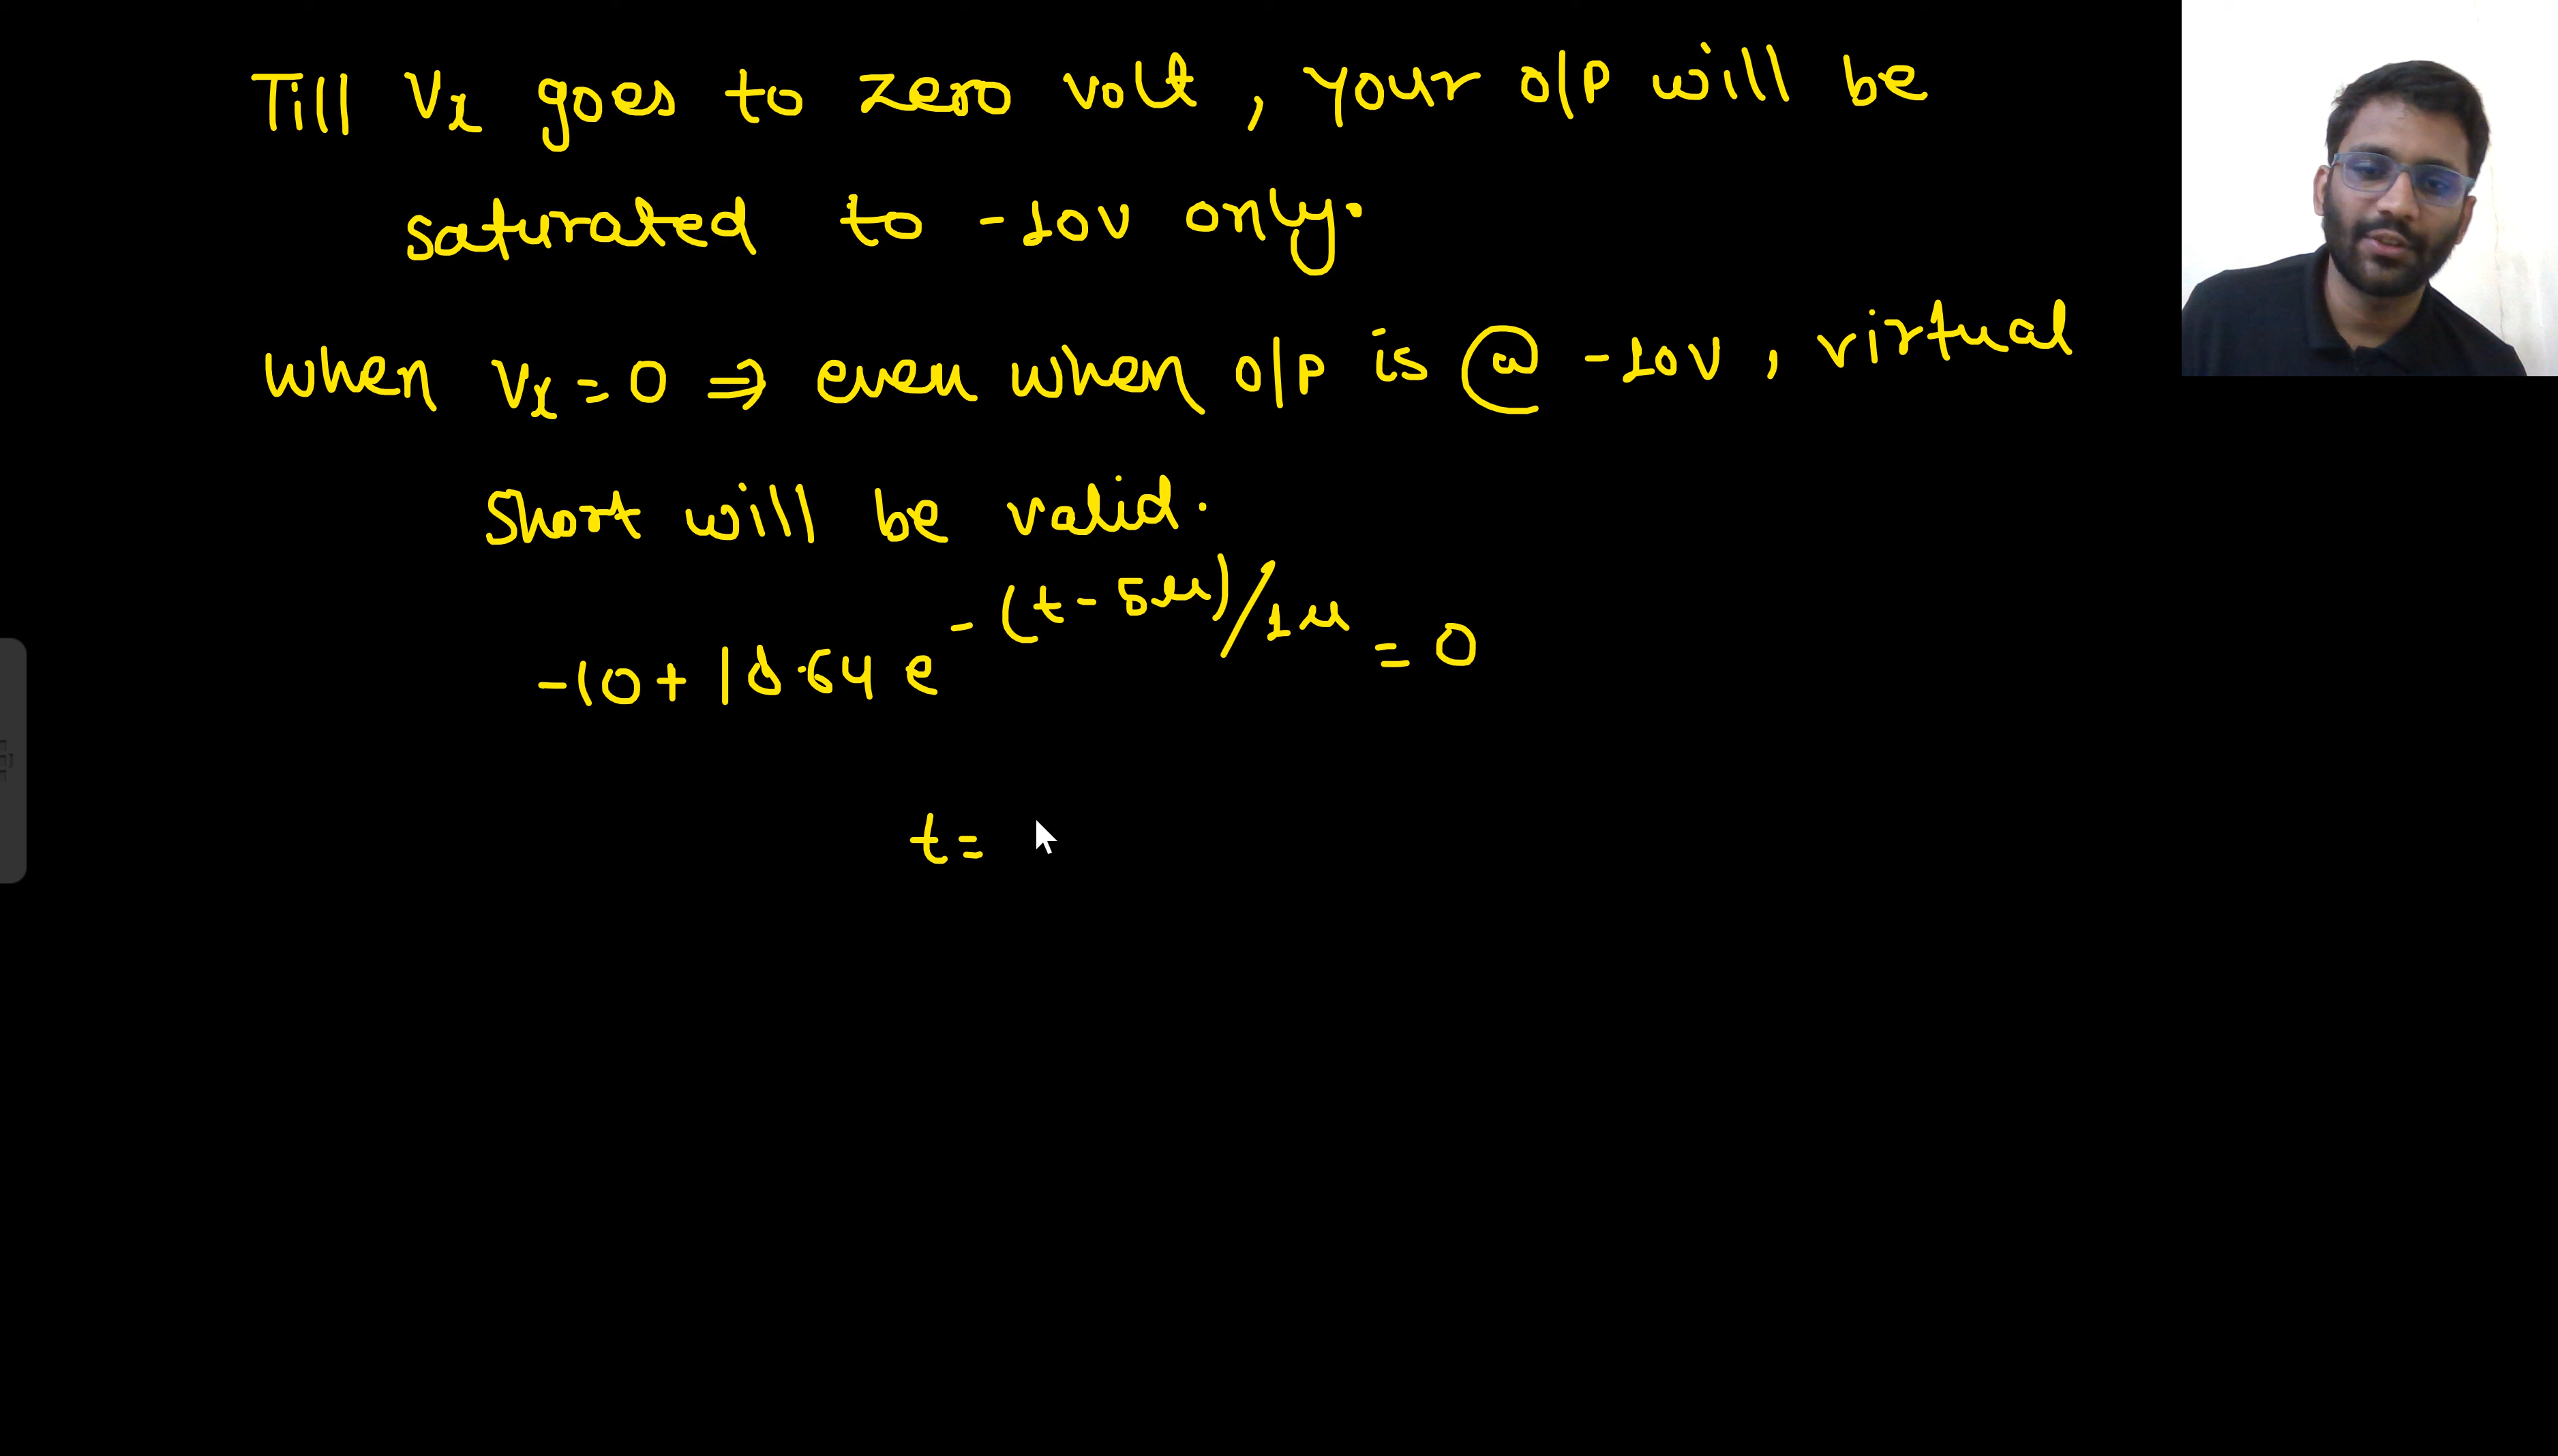 Till Vx goes to zero volt, your o/p will be
saturated to -10V only.
when Vx = 0 ⇒ even when o/p is @ -10V, virtual
short will be valid.
-10 + 18.64 e^{-(t-5μ)/1μ} = 0
t =